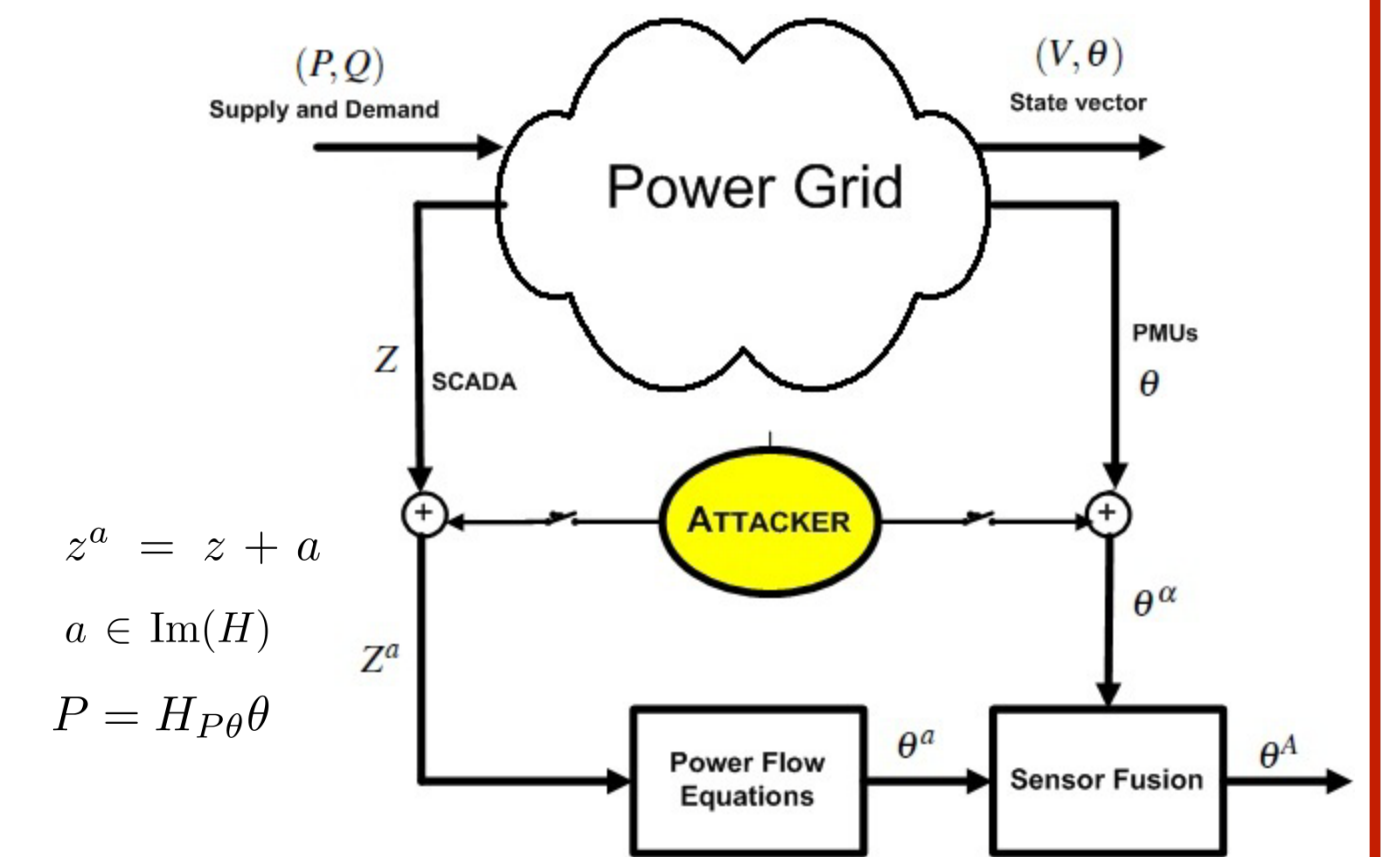 (P,Q)
Supply and Demand
(V,θ)
State vector
Power Grid
Z
SCADA
PMUs
θ
+
ATTACKER
+
z^a = z + a
a ∈ Im(H)
P = H_{Pθ}θ
Z^a
θ^α
Power Flow
Equations
θ^a
Sensor Fusion
θ^A